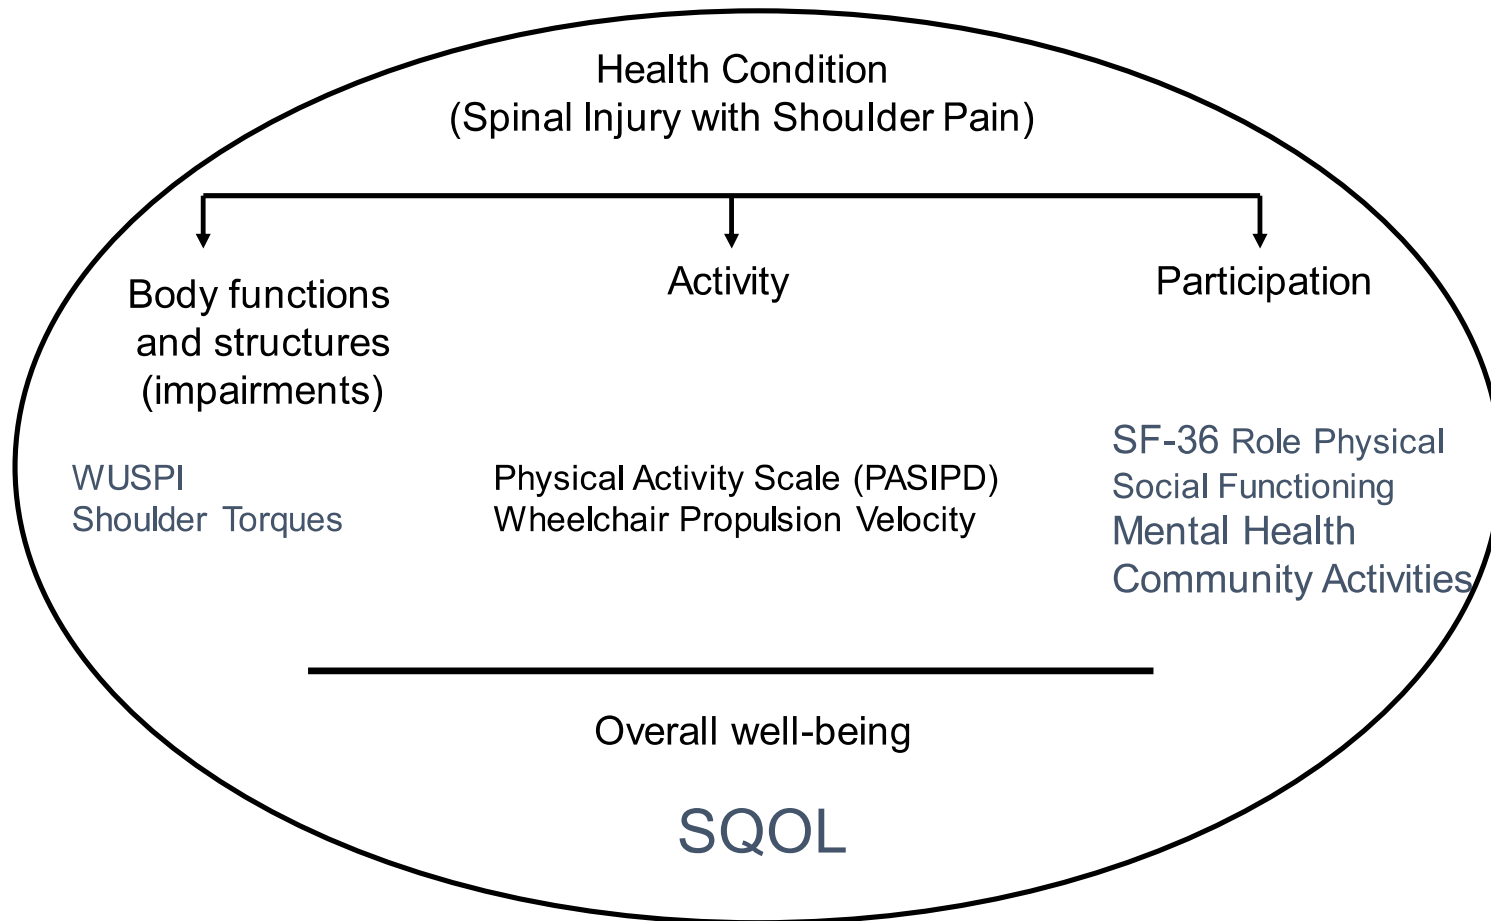 Health Condition
(Spinal Injury with Shoulder Pain)
Body functions
and structures
(impairments)
Activity
Participation
WUSPI
Shoulder Torques
Physical Activity Scale (PASIPD)
Wheelchair Propulsion Velocity
SF-36 Role Physical
Social Functioning
Mental Health
Community Activities
Overall well-being
SQOL